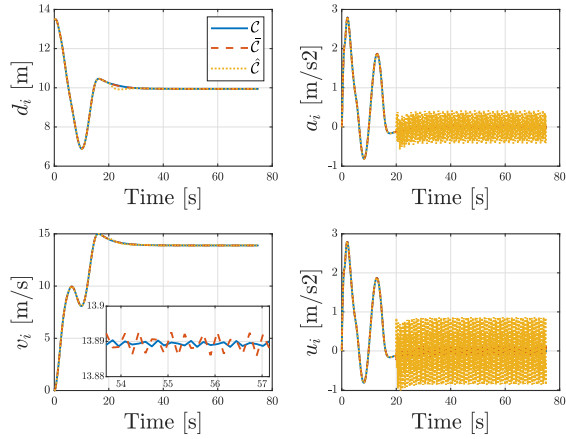 14
12
10
8
6
d_i [m]
0 20 40 60 80
Time [s]
𝒞
𝒞̄
𝒞̂
3
2
1
0
-1
a_i [m/s2]
0 20 40 60 80
Time [s]
15
10
5
0
v_i [m/s]
13.9
13.89
13.88
54 55 56 57
0 20 40 60 80
Time [s]
3
2
1
0
-1
u_i [m/s2]
0 20 40 60 80
Time [s]